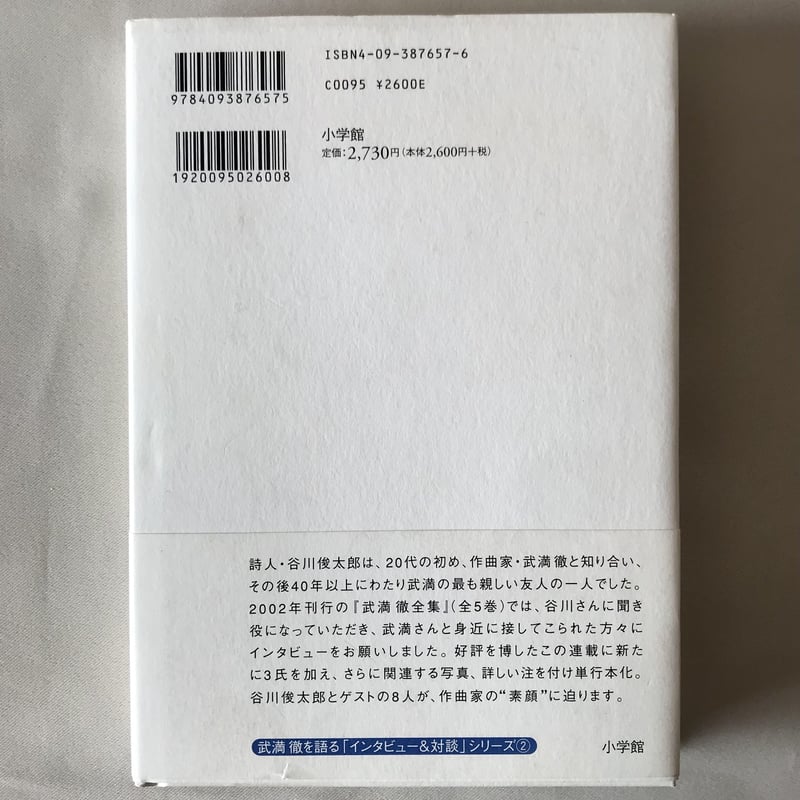 ISBN4-09-387657-6
9784093876575
C0095 ¥2600E
小学館
定価：2,730円（本体2,600円＋税）
1920095026008
詩人・谷川俊太郎は、20代の初め、作曲家・武満徹と知り合い、
その後40年以上にわたり武満の最も親しい友人の一人でした。
2002年刊行の『武満 徹全集』（全5巻）では、谷川さんに聞き
役になっていただき、武満さんと身近に接してこられた方々に
インタビューをお願いしました。好評を博したこの連載に新た
に3氏を加え、さらに関連する写真、詳しい注を付け単行本化。
谷川俊太郎とゲストの8人が、作曲家の“素顔”に迫ります。
武満 徹を語る「インタビュー＆対談」シリーズ②
小学館